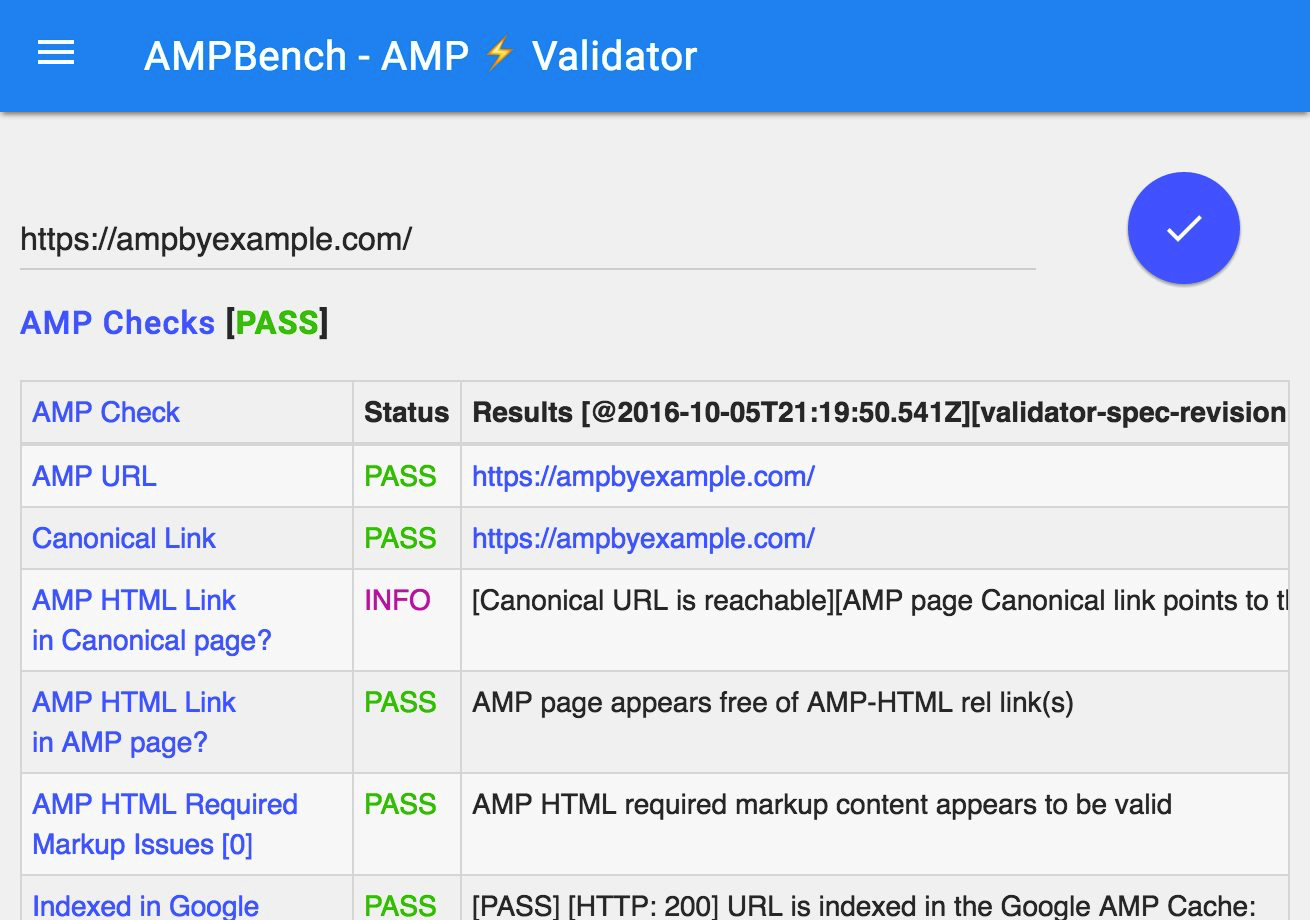 AMPBench - AMP ⚡ Validator
https://ampbyexample.com/
AMP Checks [PASS]
AMP Check Status Results [@2016-10-05T21:19:50.541Z][validator-spec-revision
AMP URL PASS https://ampbyexample.com/
Canonical Link PASS https://ampbyexample.com/
AMP HTML Link INFO [Canonical URL is reachable][AMP page Canonical link points to
in Canonical page?
AMP HTML Link PASS AMP page appears free of AMP-HTML rel link(s)
in AMP page?
AMP HTML Required PASS AMP HTML required markup content appears to be valid
Markup Issues [0]
Indexed in Google PASS [PASS] [HTTP: 200] URL is indexed in the Google AMP Cache: